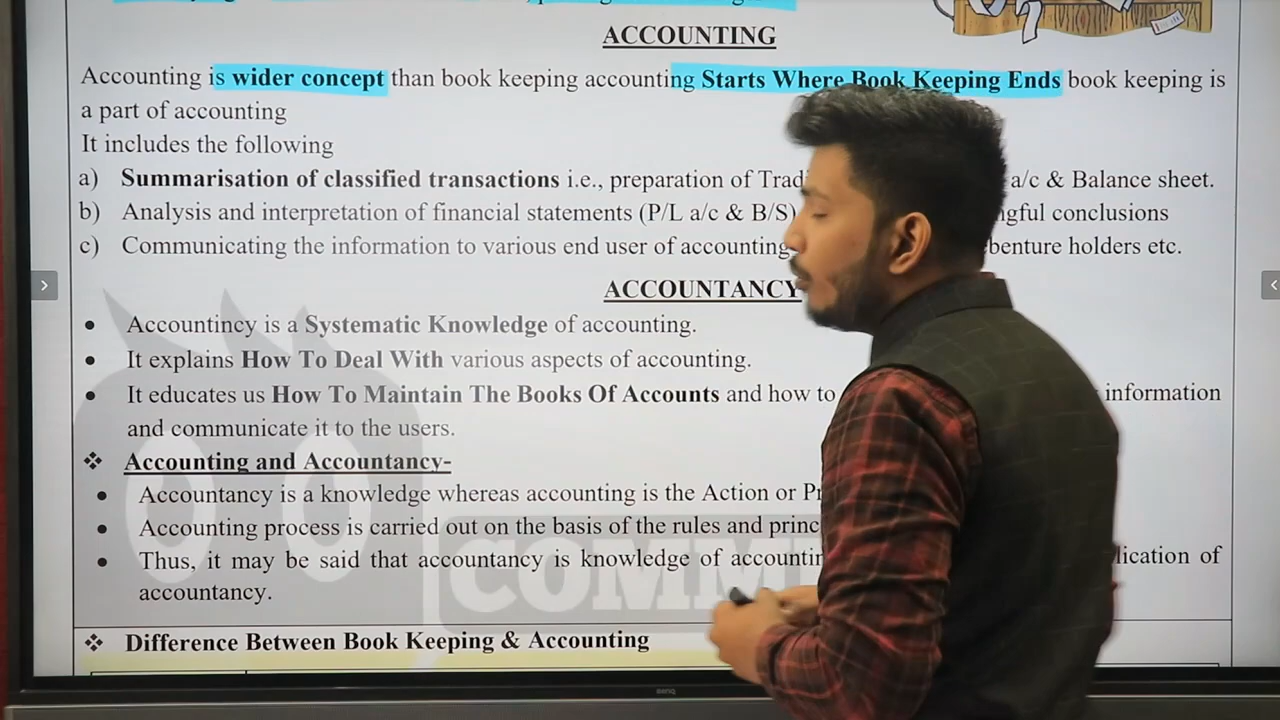 ACCOUNTING
Accounting is wider concept than book keeping accounting Starts Where Book Keeping Ends book keeping is
a part of accounting
It includes the following
a) Summarisation of classified transactions i.e., preparation of Trad a/c & Balance sheet.
b) Analysis and interpretation of financial statements (P/L a/c & B/S) conclusions
c) Communicating the information to various end user of accounting holders etc.
ACCOUNTANCY
• Accountincy is a Systematic Knowledge of accounting.
• It explains How To Deal With various aspects of accounting.
• It educates us How To Maintain The Books Of Accounts and how to information
and communicate it to the users.
❖ Accounting and Accountancy-
• Accountancy is a knowledge whereas accounting is the Action or Pr
• Accounting process is carried out on the basis of the rules and princ
• Thus, it may be said that accountancy is knowledge of accountin lication of
accountancy.
COMM
❖ Difference Between Book Keeping & Accounting
BenQ